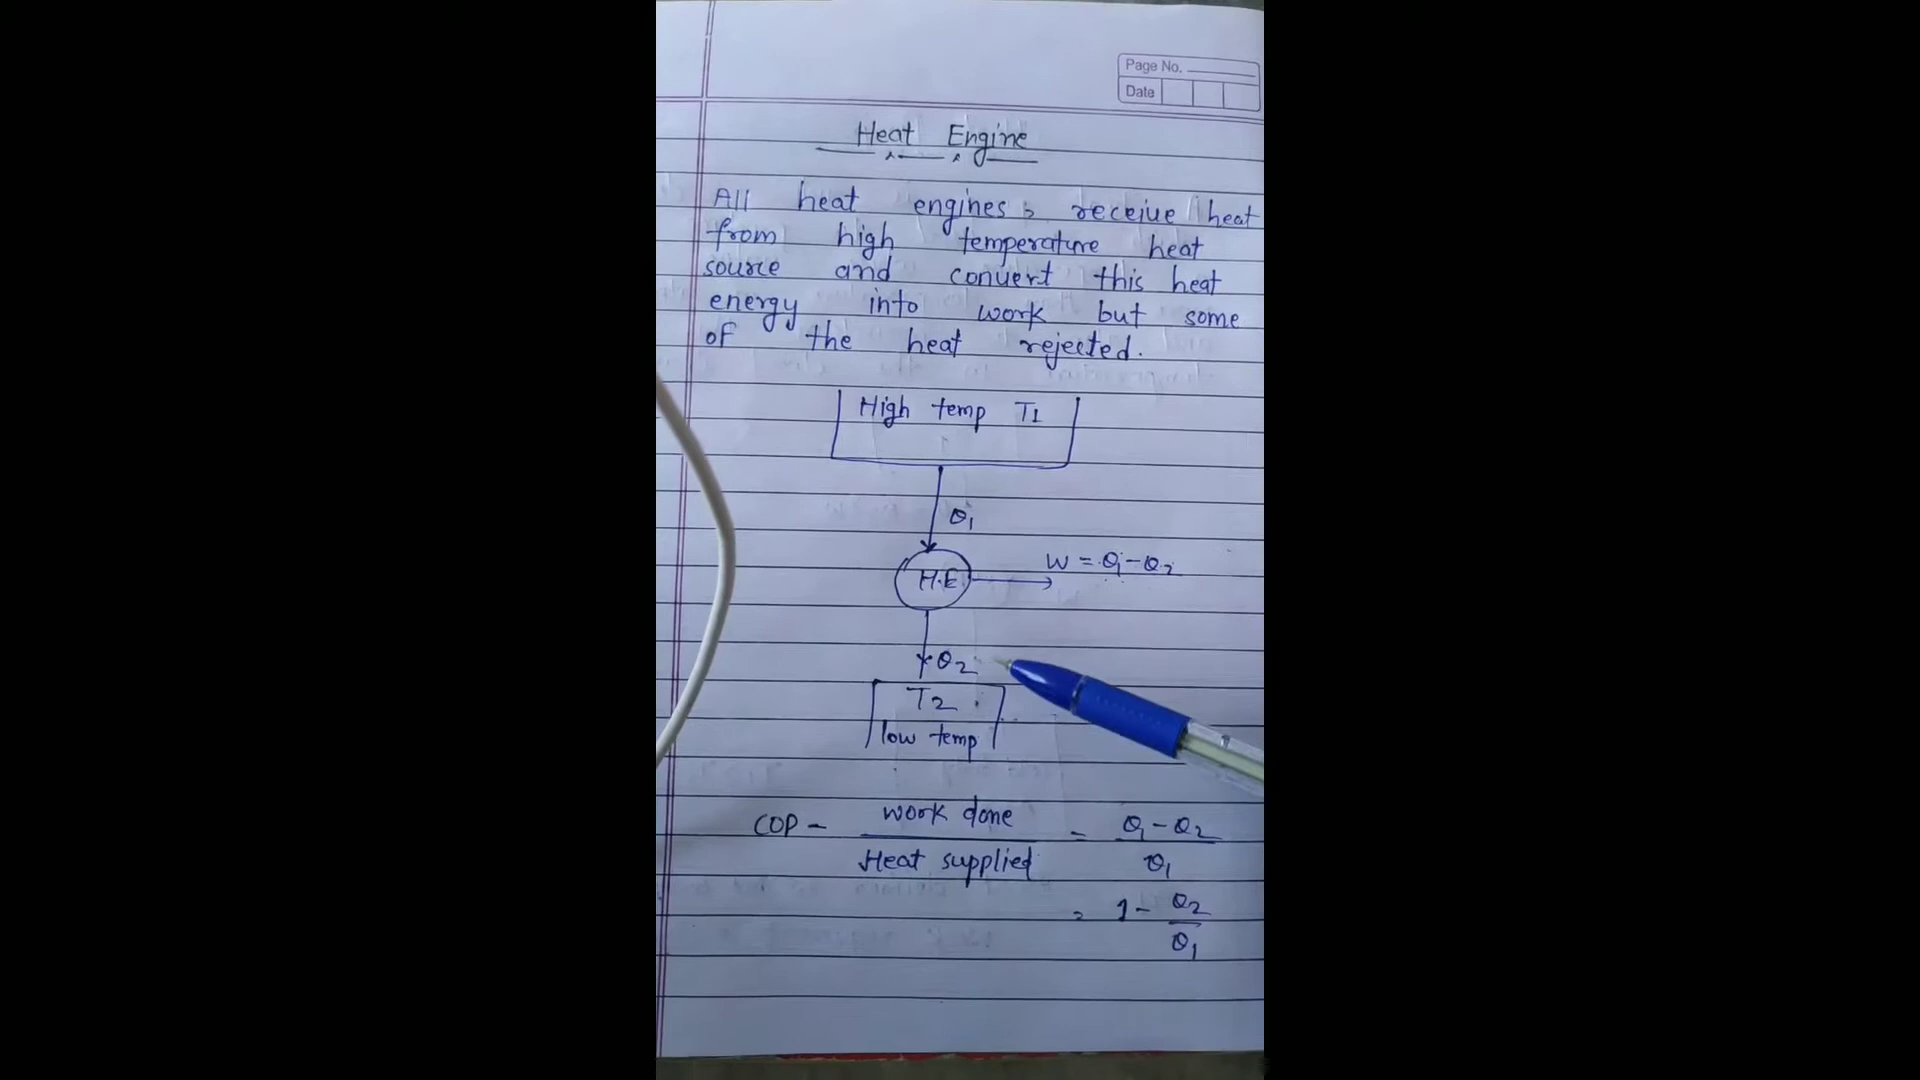 Page No.
Date
Heat Engine
All heat engines, receive heat
from high temperature heat
source and convert this heat
energy into work but some
of the heat rejected.
High temp T1
Q1
H.E.
W = Q1 - Q2
Q2
T2
low temp
COP - work done / Heat supplied = Q1 - Q2 / Q1
= 1 - Q2 / Q1